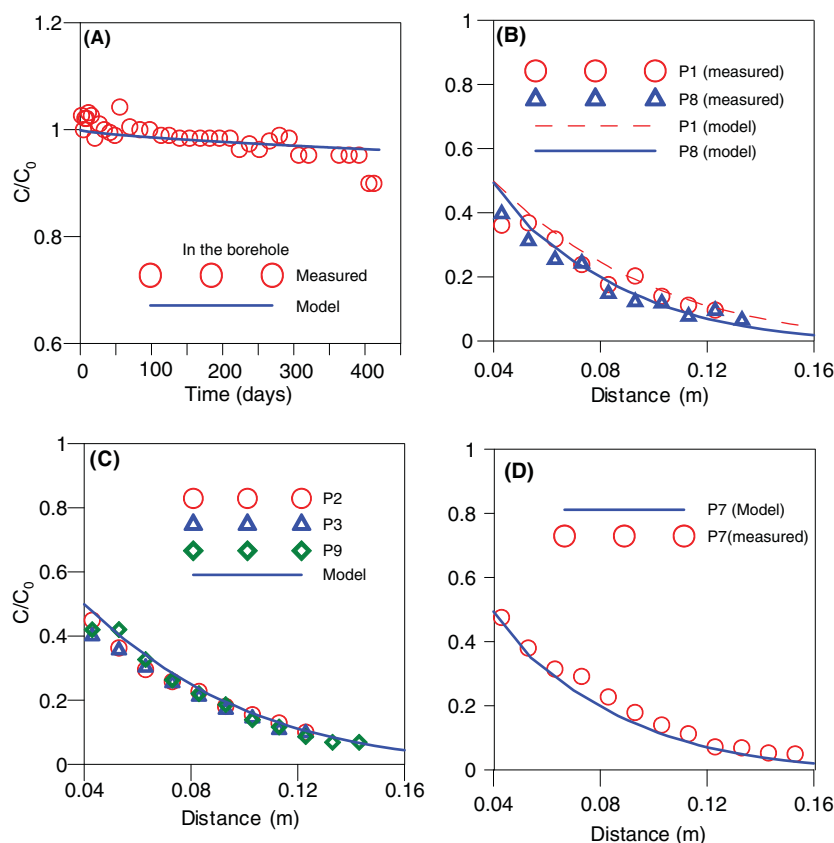 (A)
1.2
1
0.8
0.6
C/C0
0
100
200
300
400
Time (days)
In the borehole
Measured
Model
(B)
1
0.8
0.6
0.4
0.2
0
0.04
0.08
0.12
0.16
Distance (m)
P1 (measured)
P8 (measured)
P1 (model)
P8 (model)
(C)
1
0.8
0.6
0.4
0.2
0
C/C0
0.04
0.08
0.12
0.16
Distance (m)
P2
P3
P9
Model
(D)
1
0.8
0.6
0.4
0.2
0
0.04
0.08
0.12
0.16
Distance (m)
P7 (Model)
P7(measured)